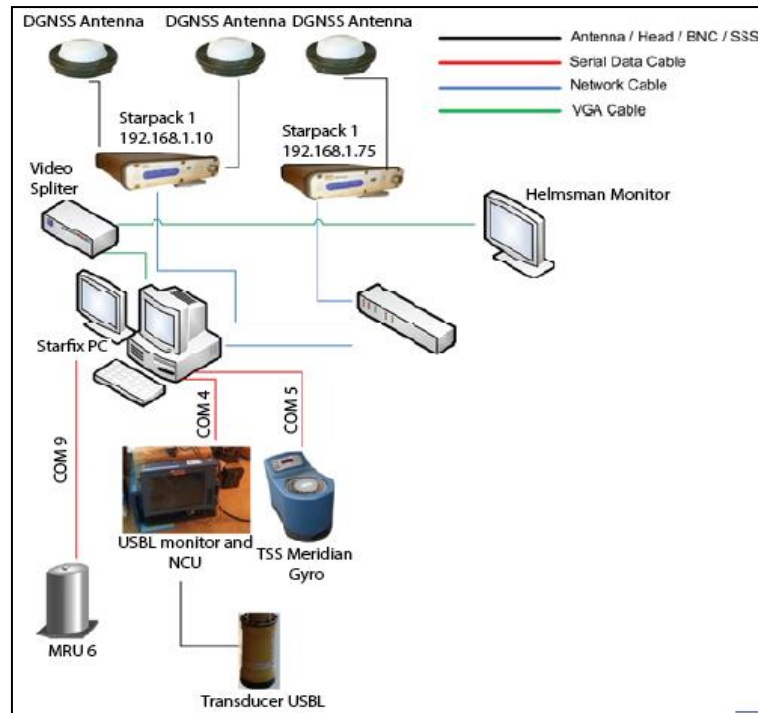 DGNSS Antenna
DGNSS Antenna
DGNSS Antenna
Antenna / Head / BNC / SSS
Serial Data Cable
Network Cable
VGA Cable
Starpack 1
192.168.1.10
Starpack 1
192.168.1.75
Video
Spliter
Helmsman Monitor
Starfix PC
COM 9
COM 4
COM 5
USBL monitor and
NCU
TSS Meridian
Gyro
MRU 6
Transducer USBL